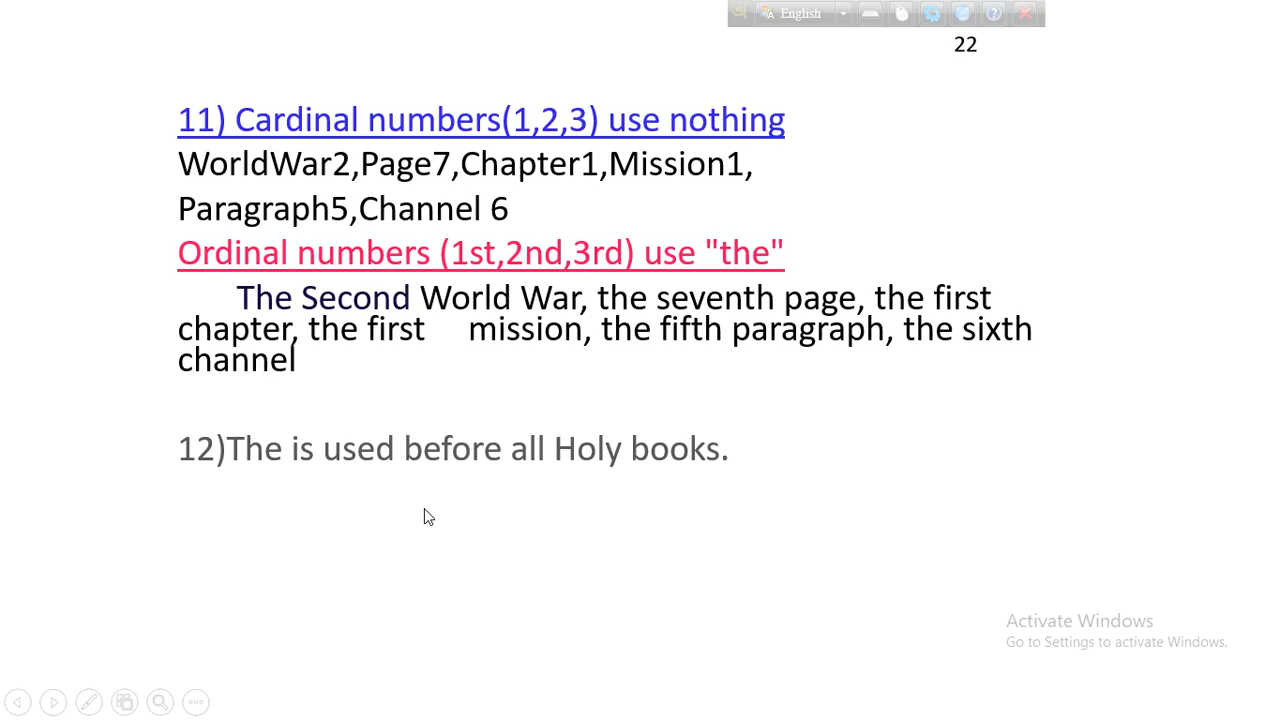 English
22
11) Cardinal numbers(1,2,3) use nothing
WorldWar2,Page7,Chapter1,Mission1,
Paragraph5,Channel 6
Ordinal numbers (1st,2nd,3rd) use "the"
The Second World War, the seventh page, the first
chapter, the first mission, the fifth paragraph, the sixth
channel
12)The is used before all Holy books.
Activate Windows
Go to Settings to activate Windows.